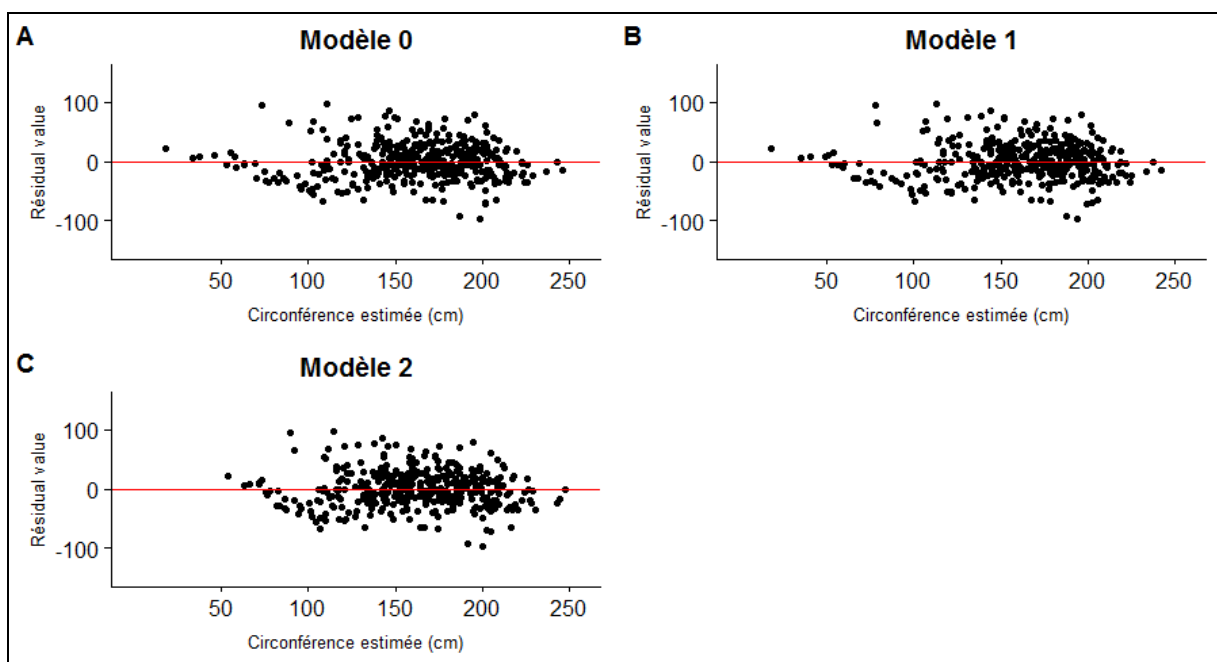 A
Modèle 0
Résidual value
100
0
-100
50 100 150 200 250
Circonférence estimée (cm)
B
Modèle 1
Résidual value
100
0
-100
50 100 150 200 250
Circonférence estimée (cm)
C
Modèle 2
Résidual value
100
0
-100
50 100 150 200 250
Circonférence estimée (cm)